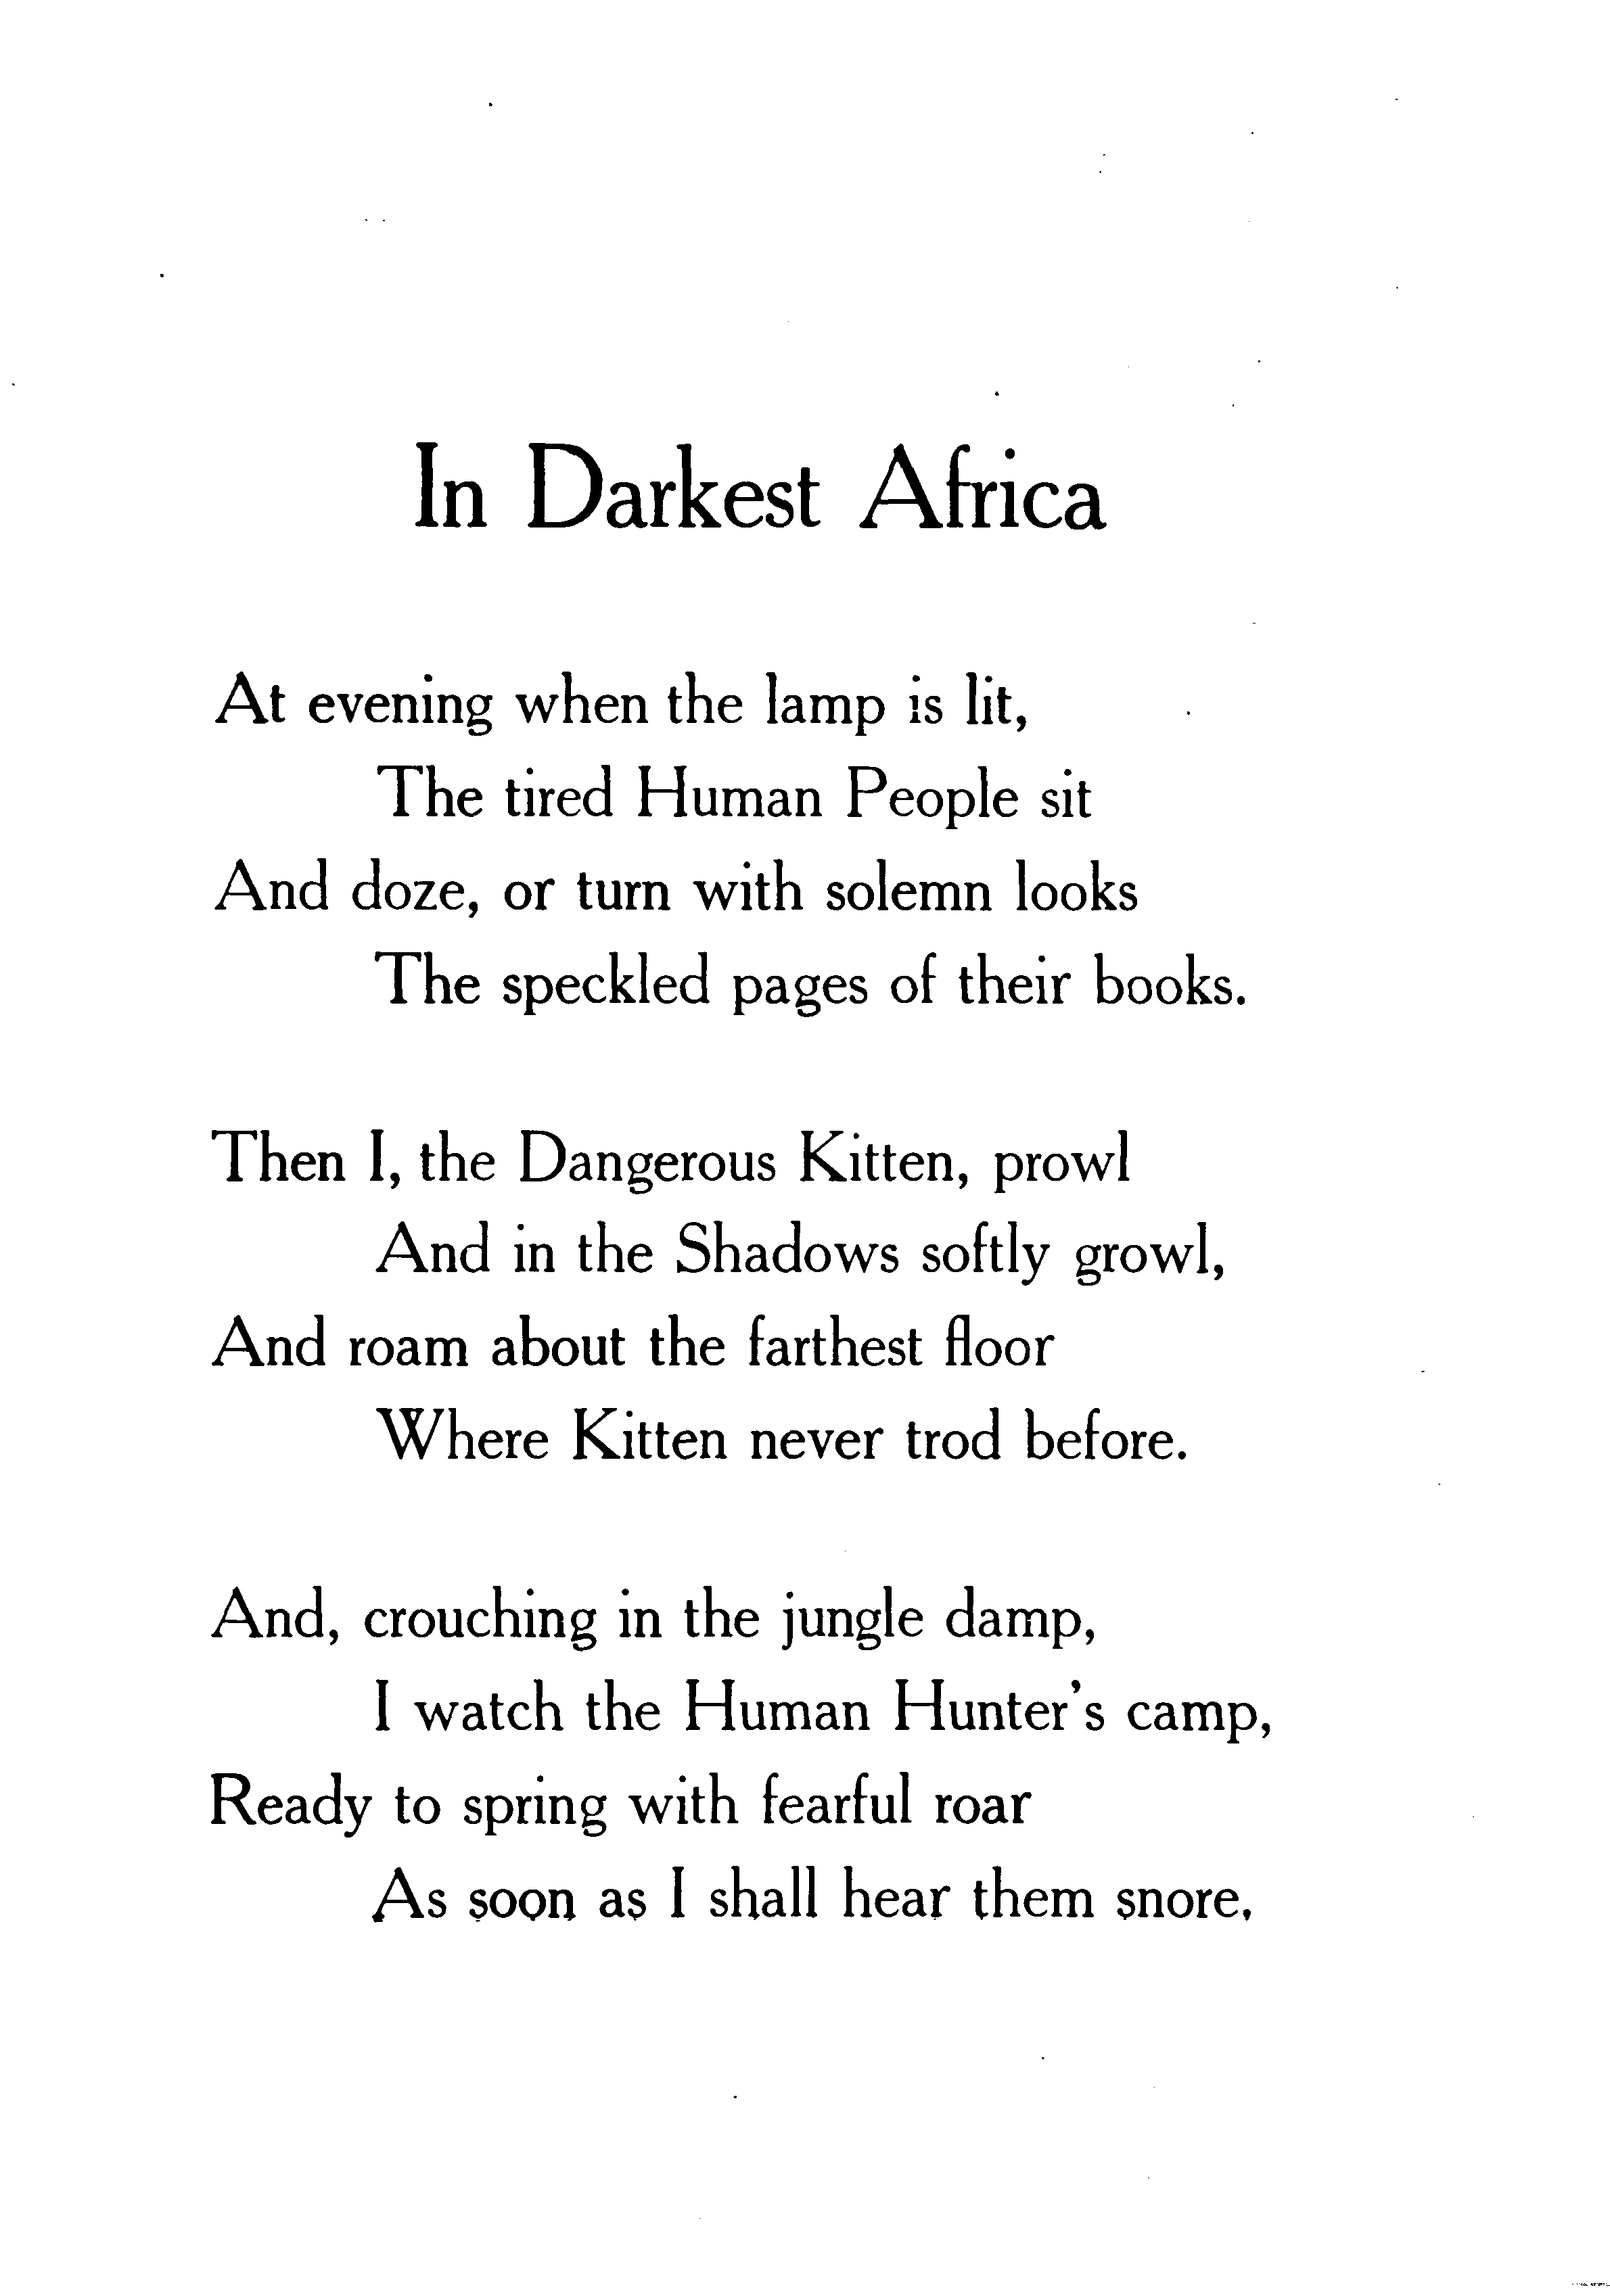 In Darkest Africa
At evening when the lamp is lit,
The tired Human People sit
And doze, or turn with solemn looks
The speckled pages of their books.
Then I, the Dangerous Kitten, prowl
And in the Shadows softly growl,
And roam about the farthest floor
Where Kitten never trod before.
And, crouching in the jungle damp,
I watch the Human Hunter's camp,
Ready to spring with fearful roar
As soon as I shall hear them snore.